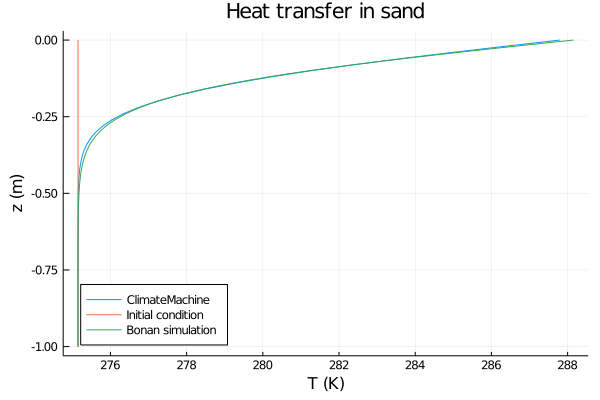 Heat transfer in sand
0.00
-0.25
-0.50
-0.75
-1.00
z (m)
ClimateMachine
Initial condition
Bonan simulation
276 278 280 282 284 286 288
T (K)